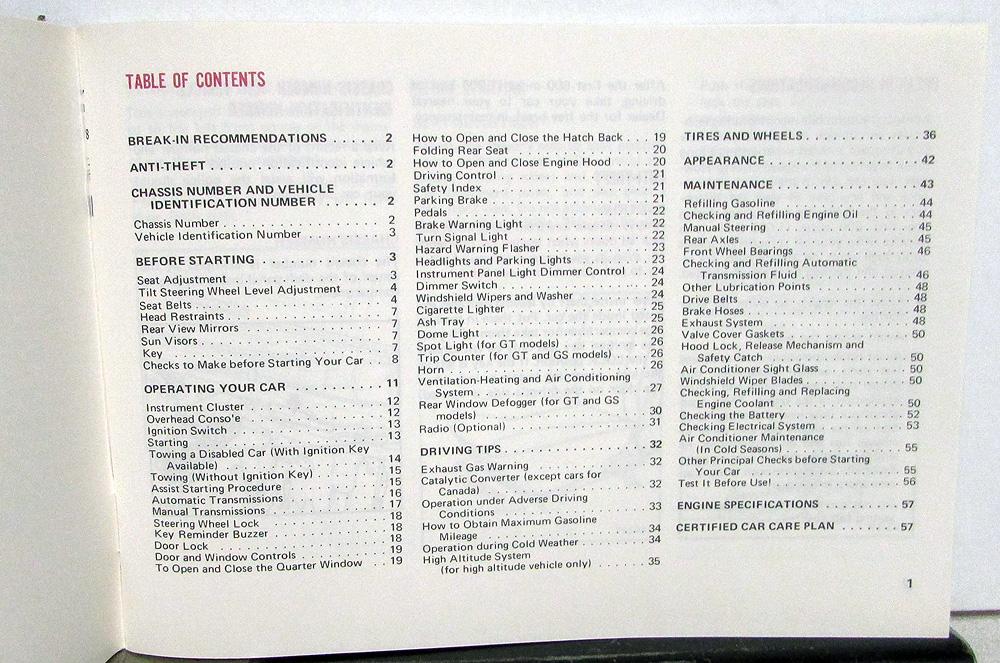 TABLE OF CONTENTS
BREAK-IN RECOMMENDATIONS . . . . . 2
ANTI-THEFT . . . . . . . . . . . . . . . . . . 2
CHASSIS NUMBER AND VEHICLE
IDENTIFICATION NUMBER . . . . . . 2
Chassis Number . . . . . . . . . . . . . . . . 2
Vehicle Identification Number . . . . . . . . 3
BEFORE STARTING . . . . . . . . . . . . . 3
Seat Adjustment . . . . . . . . . . . . . . . 3
Tilt Steering Wheel Level Adjustment . . . . 4
Seat Belts . . . . . . . . . . . . . . . . . . . 4
Head Restraints . . . . . . . . . . . . . . . . 7
Rear View Mirrors . . . . . . . . . . . . . . 7
Sun Visors . . . . . . . . . . . . . . . . . . . 7
Key . . . . . . . . . . . . . . . . . . . . . . . 7
Checks to Make before Starting Your Car . . 8
OPERATING YOUR CAR . . . . . . . . . . 11
Instrument Cluster . . . . . . . . . . . . . . 12
Overhead Conso'e . . . . . . . . . . . . . . 12
Ignition Switch . . . . . . . . . . . . . . . . 13
Starting . . . . . . . . . . . . . . . . . . . . 13
Towing a Disabled Car (With Ignition Key
Available) . . . . . . . . . . . . . . . . . 14
Towing (Without Ignition Key) . . . . . . . . 15
Assist Starting Procedure . . . . . . . . . . . 15
Automatic Transmissions . . . . . . . . . . . 16
Manual Transmissions . . . . . . . . . . . . . 17
Steering Wheel Lock . . . . . . . . . . . . . 18
Key Reminder Buzzer . . . . . . . . . . . . . 18
Door Lock . . . . . . . . . . . . . . . . . . . 18
Door and Window Controls . . . . . . . . . . 19
To Open and Close the Quarter Window . . 19
How to Open and Close the Hatch Back . . . 19
Folding Rear Seat . . . . . . . . . . . . . . . 20
How to Open and Close Engine Hood . . . . 20
Driving Control . . . . . . . . . . . . . . . . 21
Safety Index . . . . . . . . . . . . . . . . . . 21
Parking Brake . . . . . . . . . . . . . . . . . 21
Pedals . . . . . . . . . . . . . . . . . . . . . 22
Brake Warning Light . . . . . . . . . . . . . 22
Turn Signal Light . . . . . . . . . . . . . . . 22
Hazard Warning Flasher . . . . . . . . . . . . 23
Headlights and Parking Lights . . . . . . . . 23
Instrument Panel Light Dimmer Control . . . 24
Dimmer Switch . . . . . . . . . . . . . . . . 24
Windshield Wipers and Washer . . . . . . . . 24
Cigarette Lighter . . . . . . . . . . . . . . . 25
Ash Tray . . . . . . . . . . . . . . . . . . . . 25
Dome Light . . . . . . . . . . . . . . . . . . 26
Spot Light (for GT models) . . . . . . . . . . 26
Trip Counter (for GT and GS models) . . . . 26
Horn . . . . . . . . . . . . . . . . . . . . . . 26
Ventilation-Heating and Air Conditioning
System . . . . . . . . . . . . . . . . . . . 27
Rear Window Defogger (for GT and GS
models) . . . . . . . . . . . . . . . . . . 30
Radio (Optional) . . . . . . . . . . . . . . . 31
DRIVING TIPS . . . . . . . . . . . . . . . . 32
Exhaust Gas Warning . . . . . . . . . . . . . 32
Catalytic Converter (except cars for
Canada) . . . . . . . . . . . . . . . . . . 32
Operation under Adverse Driving
Conditions . . . . . . . . . . . . . . . . 33
How to Obtain Maximum Gasoline
Mileage . . . . . . . . . . . . . . . . . . 34
Operation during Cold Weather . . . . . . . . 34
High Altitude System
(for high altitude vehicle only) . . . . . . 35
TIRES AND WHEELS . . . . . . . . . . . . 36
APPEARANCE . . . . . . . . . . . . . . . . 42
MAINTENANCE . . . . . . . . . . . . . . . 43
Refilling Gasoline . . . . . . . . . . . . . . . 44
Checking and Refilling Engine Oil . . . . . . 44
Manual Steering . . . . . . . . . . . . . . . . 45
Rear Axles . . . . . . . . . . . . . . . . . . . 45
Front Wheel Bearings . . . . . . . . . . . . . 46
Checking and Refilling Automatic
Transmission Fluid . . . . . . . . . . . . 46
Other Lubrication Points . . . . . . . . . . . 48
Drive Belts . . . . . . . . . . . . . . . . . . . 48
Brake Hoses . . . . . . . . . . . . . . . . . . 48
Exhaust System . . . . . . . . . . . . . . . . 48
Valve Cover Gaskets . . . . . . . . . . . . . . 50
Hood Lock, Release Mechanism and
Safety Catch . . . . . . . . . . . . . . . . 50
Air Conditioner Sight Glass . . . . . . . . . . 50
Windshield Wiper Blades . . . . . . . . . . . . 50
Checking, Refilling and Replacing
Engine Coolant . . . . . . . . . . . . . . 50
Checking the Battery . . . . . . . . . . . . . 52
Checking Electrical System . . . . . . . . . . 53
Air Conditioner Maintenance
(In Cold Seasons) . . . . . . . . . . . . . 55
Other Principal Checks before Starting
Your Car . . . . . . . . . . . . . . . . . . 55
Test It Before Use! . . . . . . . . . . . . . . 56
ENGINE SPECIFICATIONS . . . . . . . . 57
CERTIFIED CAR CARE PLAN . . . . . . . 57
1